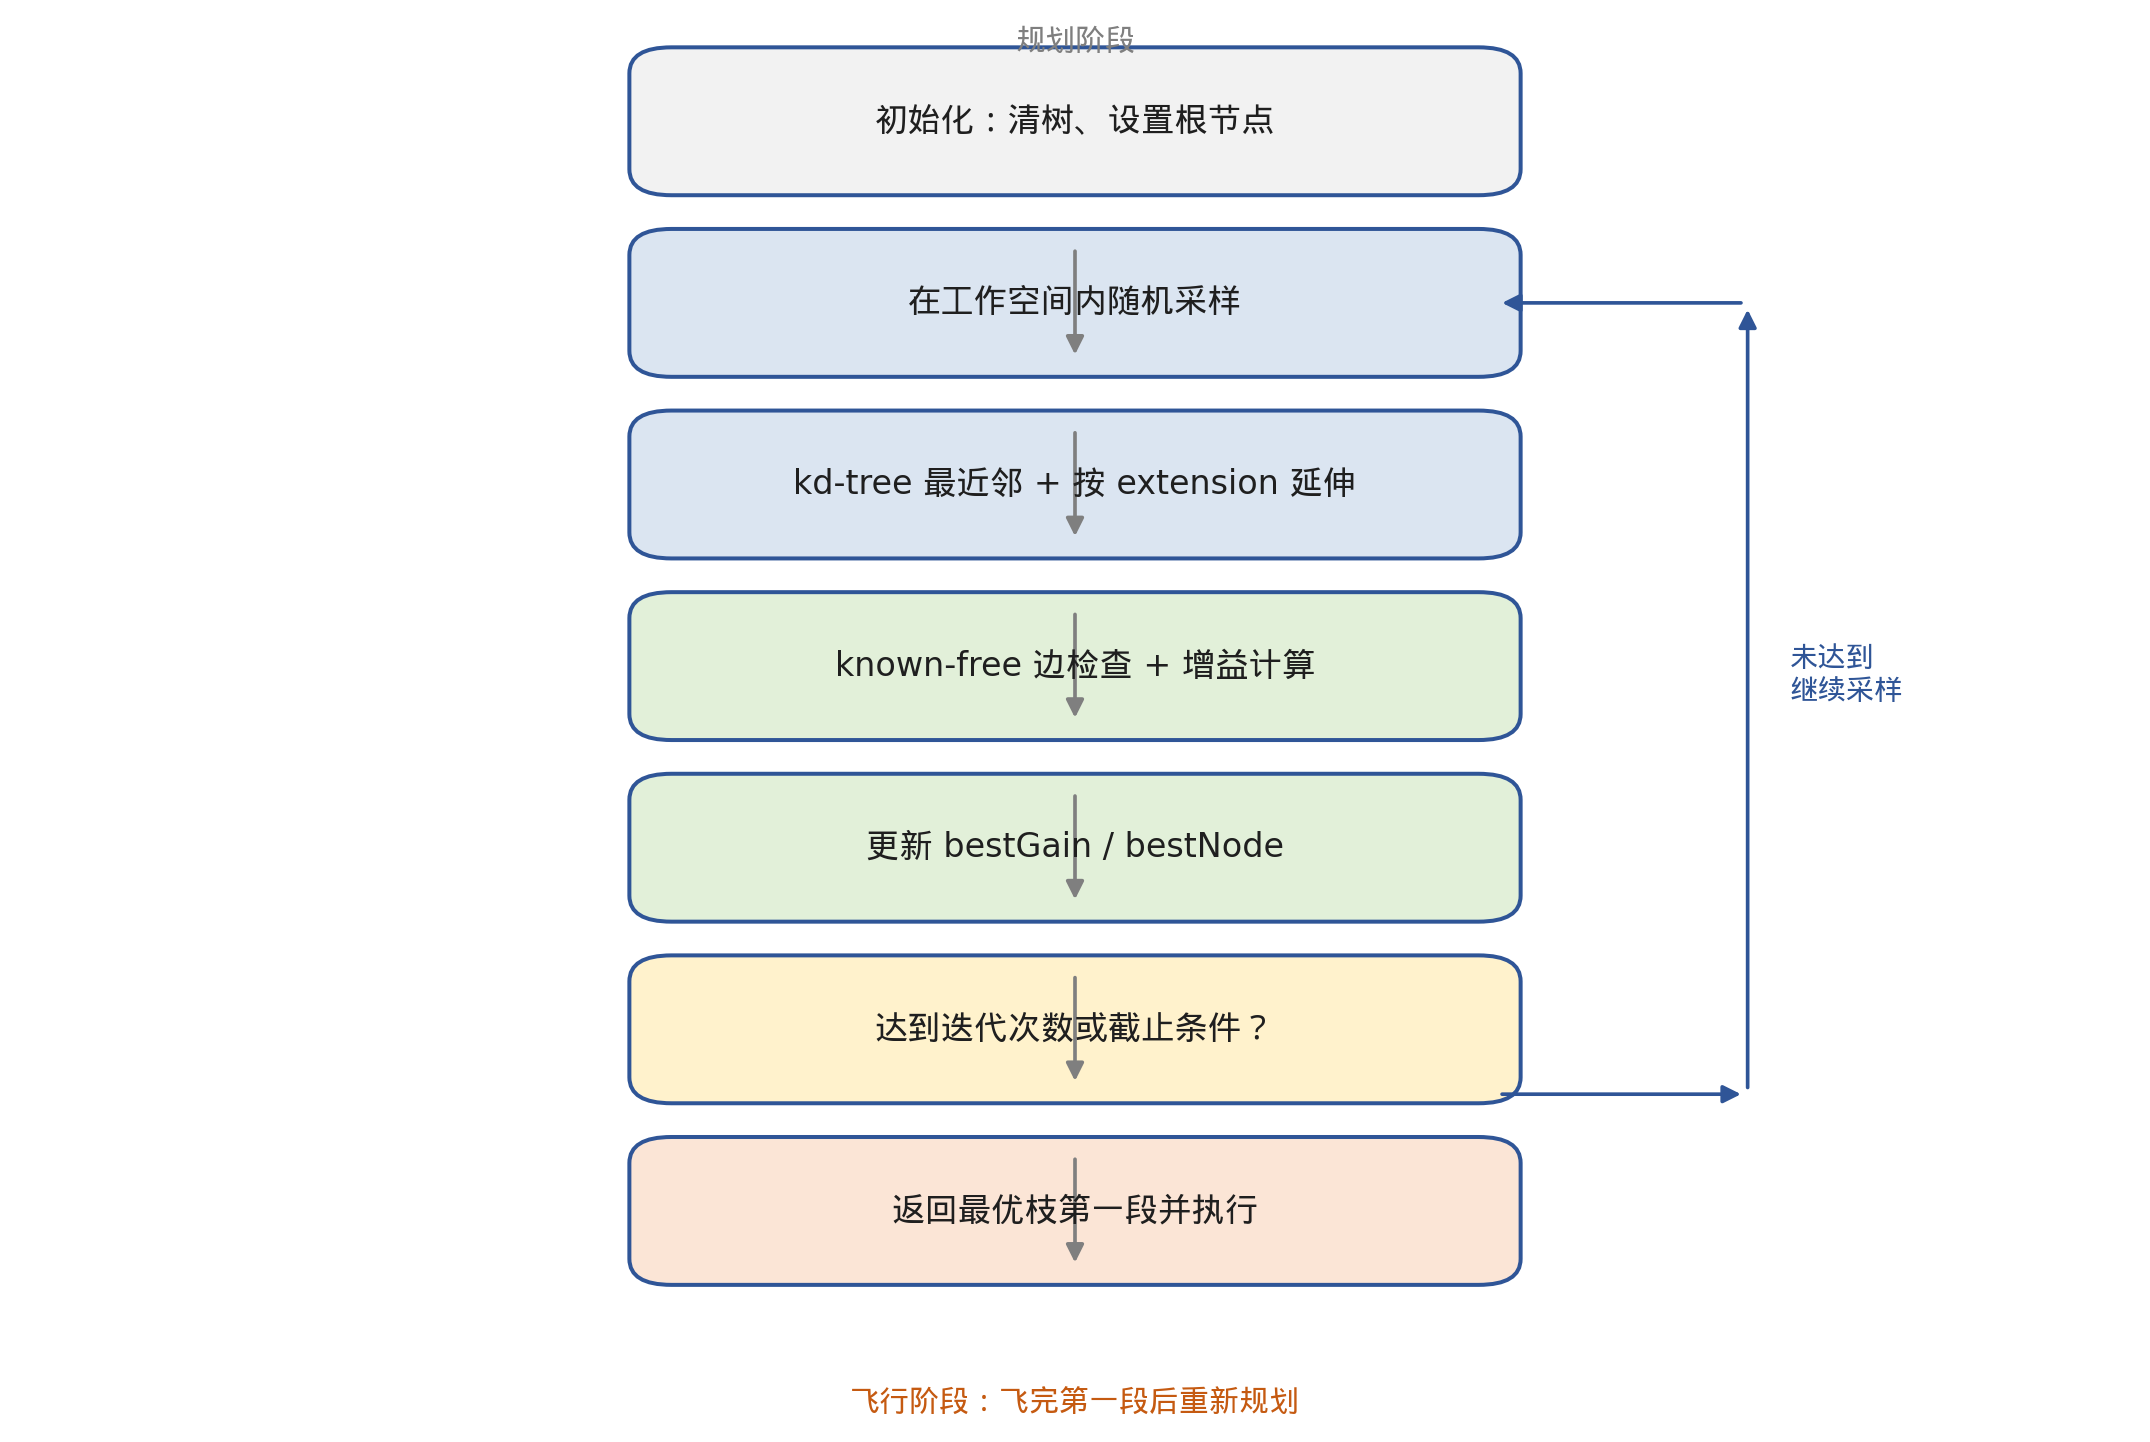 规划阶段
初始化：清树、设置根节点
在工作空间内随机采样
kd-tree 最近邻 + 按 extension 延伸
known-free 边检查 + 增益计算
未达到
继续采样
更新 bestGain / bestNode
达到迭代次数或截止条件？
返回最优枝第一段并执行
飞行阶段：飞完第一段后重新规划